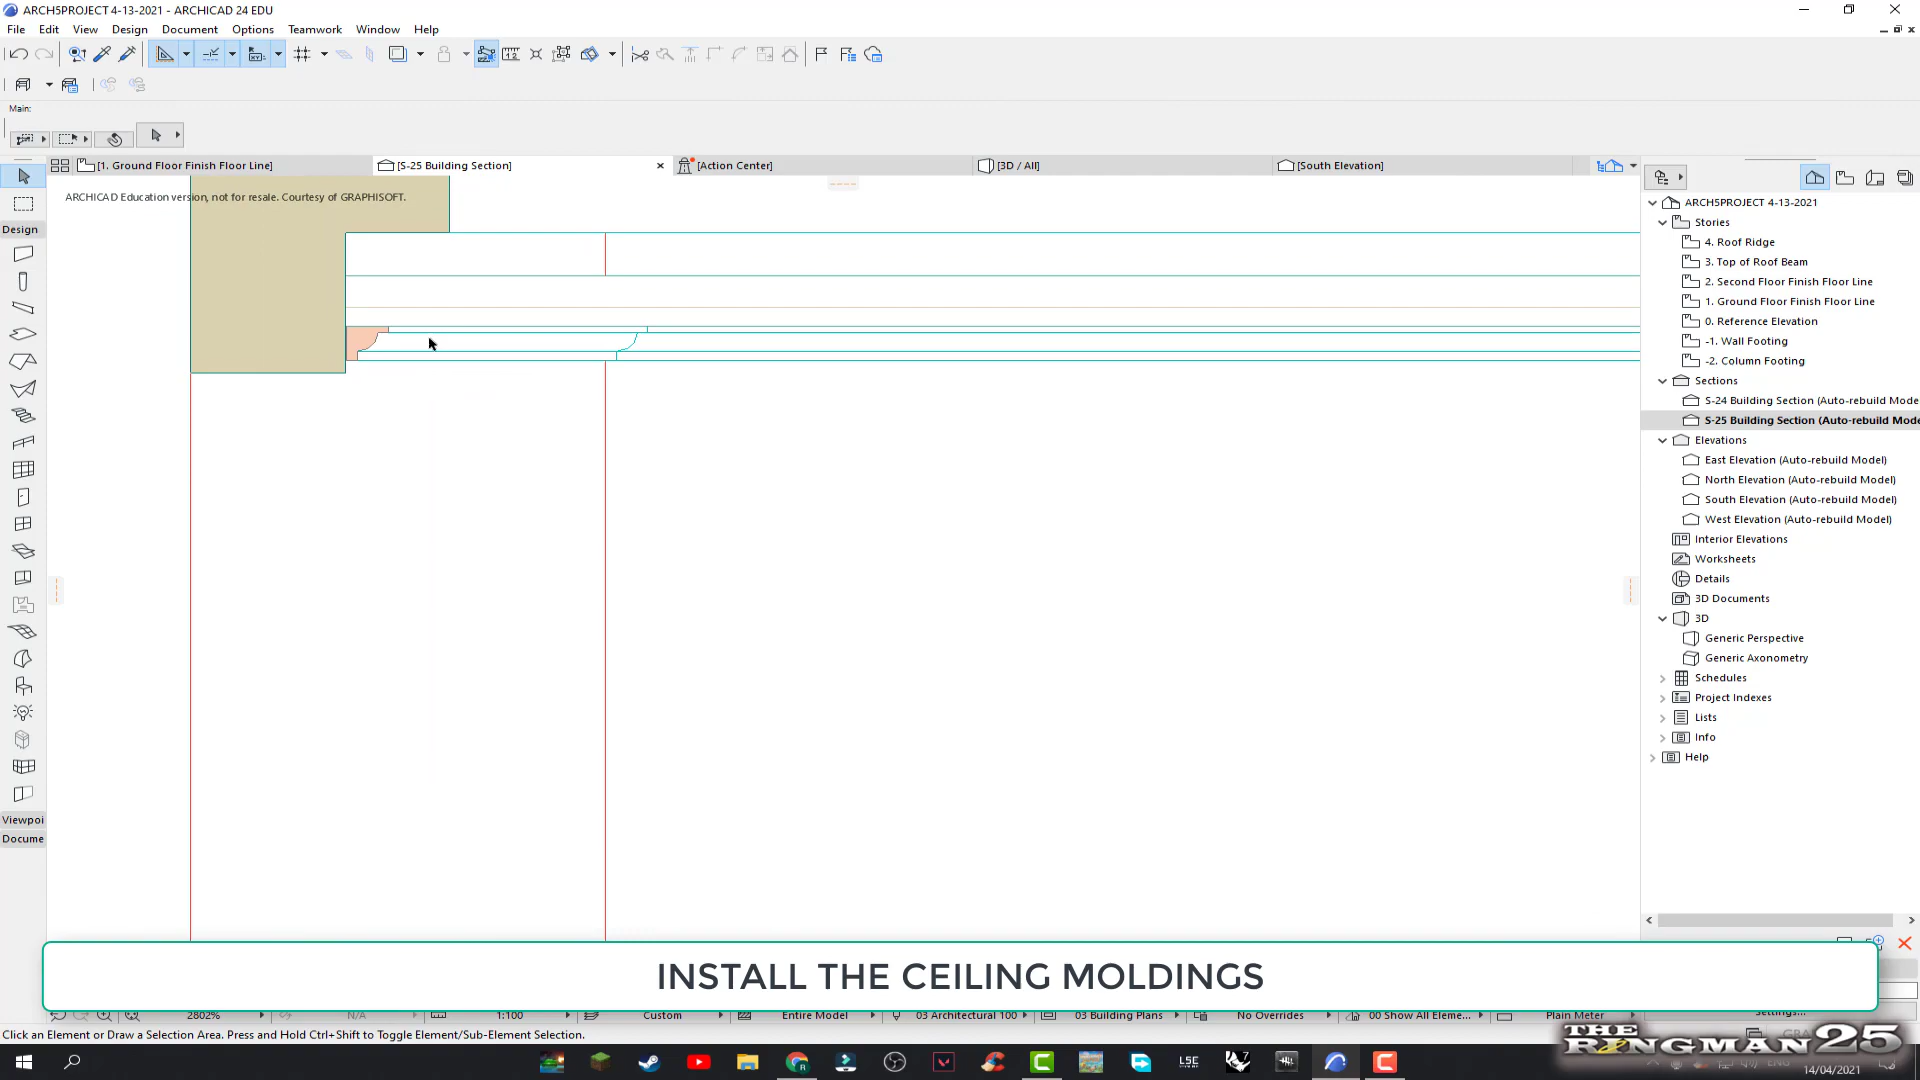 ARCH5PROJECT 4-13-2021 - ARCHICAD 24 EDU
File Edit View Design Document Options Teamwork Window Help
Main:
[1. Ground Floor Finish Floor Line] [S-25 Building Section] [Action Center] [3D / All] [South Elevation]
ARCHICAD Education version, not for resale. Courtesy of GRAPHISOFT.
Design
Viewpoi
Docume
ARCH5PROJECT 4-13-2021
Stories
4. Roof Ridge
3. Top of Roof Beam
2. Second Floor Finish Floor Line
1. Ground Floor Finish Floor Line
0. Reference Elevation
-1. Wall Footing
-2. Column Footing
Sections
S-24 Building Section (Auto-rebuild Mode
S-25 Building Section (Auto-rebuild Mode
Elevations
East Elevation (Auto-rebuild Model)
North Elevation (Auto-rebuild Model)
South Elevation (Auto-rebuild Model)
West Elevation (Auto-rebuild Model)
Interior Elevations
Worksheets
Details
3D Documents
3D
Generic Perspective
Generic Axonometry
Schedules
Project Indexes
Lists
Info
Help
INSTALL THE CEILING MOLDINGS
2802% N/A 1:100 Custom Entire Model 03 Architectural 100 03 Building Plans No Overrides 00 Show All Eleme... Plain Meter
Click an Element or Draw a Selection Area. Press and Hold Ctrl+Shift to Toggle Element/Sub-Element Selection.
THE RINGMAN 25
LSE
14/04/2021